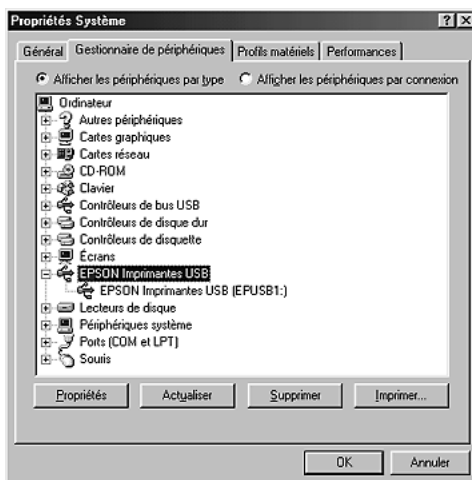 Propriétés Système
Général Gestionnaire de périphériques Profils matériels Performances
Afficher les périphériques par type Afficher les périphériques par connexion
Ordinateur
Autres périphériques
Cartes graphiques
Cartes réseau
CD-ROM
Clavier
Contrôleurs de bus USB
Contrôleurs de disque dur
Contrôleurs de disquette
Écrans
EPSON Imprimantes USB
EPSON Imprimantes USB (EPUSB1:)
Lecteurs de disque
Périphériques système
Ports (COM et LPT)
Souris
Propriétés Actualiser Supprimer Imprimer...
OK Annuler